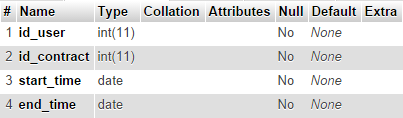 # Name Type Collation Attributes Null Default Extra
1 id_user int(11) No None
2 id_contract int(11) No None
3 start_time date No None
4 end_time date No None